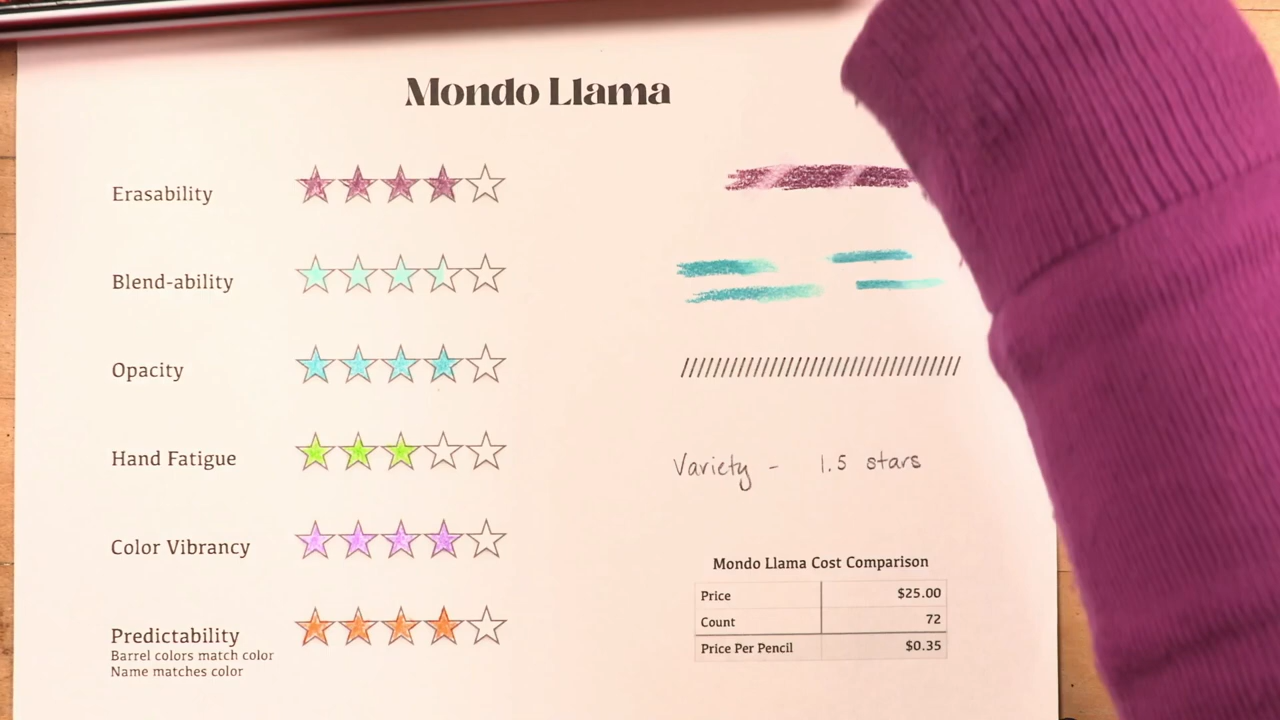 Mondo Llama
Erasability
Blend-ability
Opacity
Hand Fatigue
Variety - 1.5 stars
Color Vibrancy
Predictability
Barrel colors match color
Name matches color
Mondo Llama Cost Comparison
Price $25.00
Count 72
Price Per Pencil $0.35